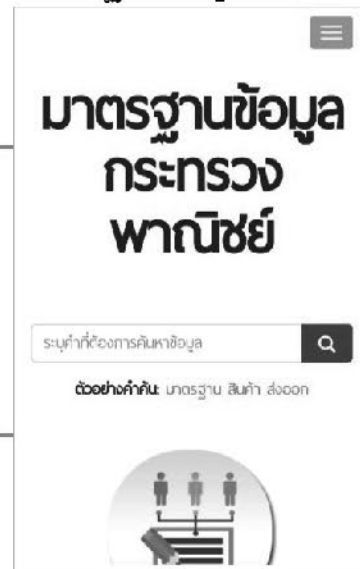 มาตรฐานข้อมูล
กระทรวง
พาณิชย์
ระบุคำที่ต้องการค้นหาข้อมูล
ตัวอย่างคำค้น: มาตรฐาน สินค้า ส่งออก